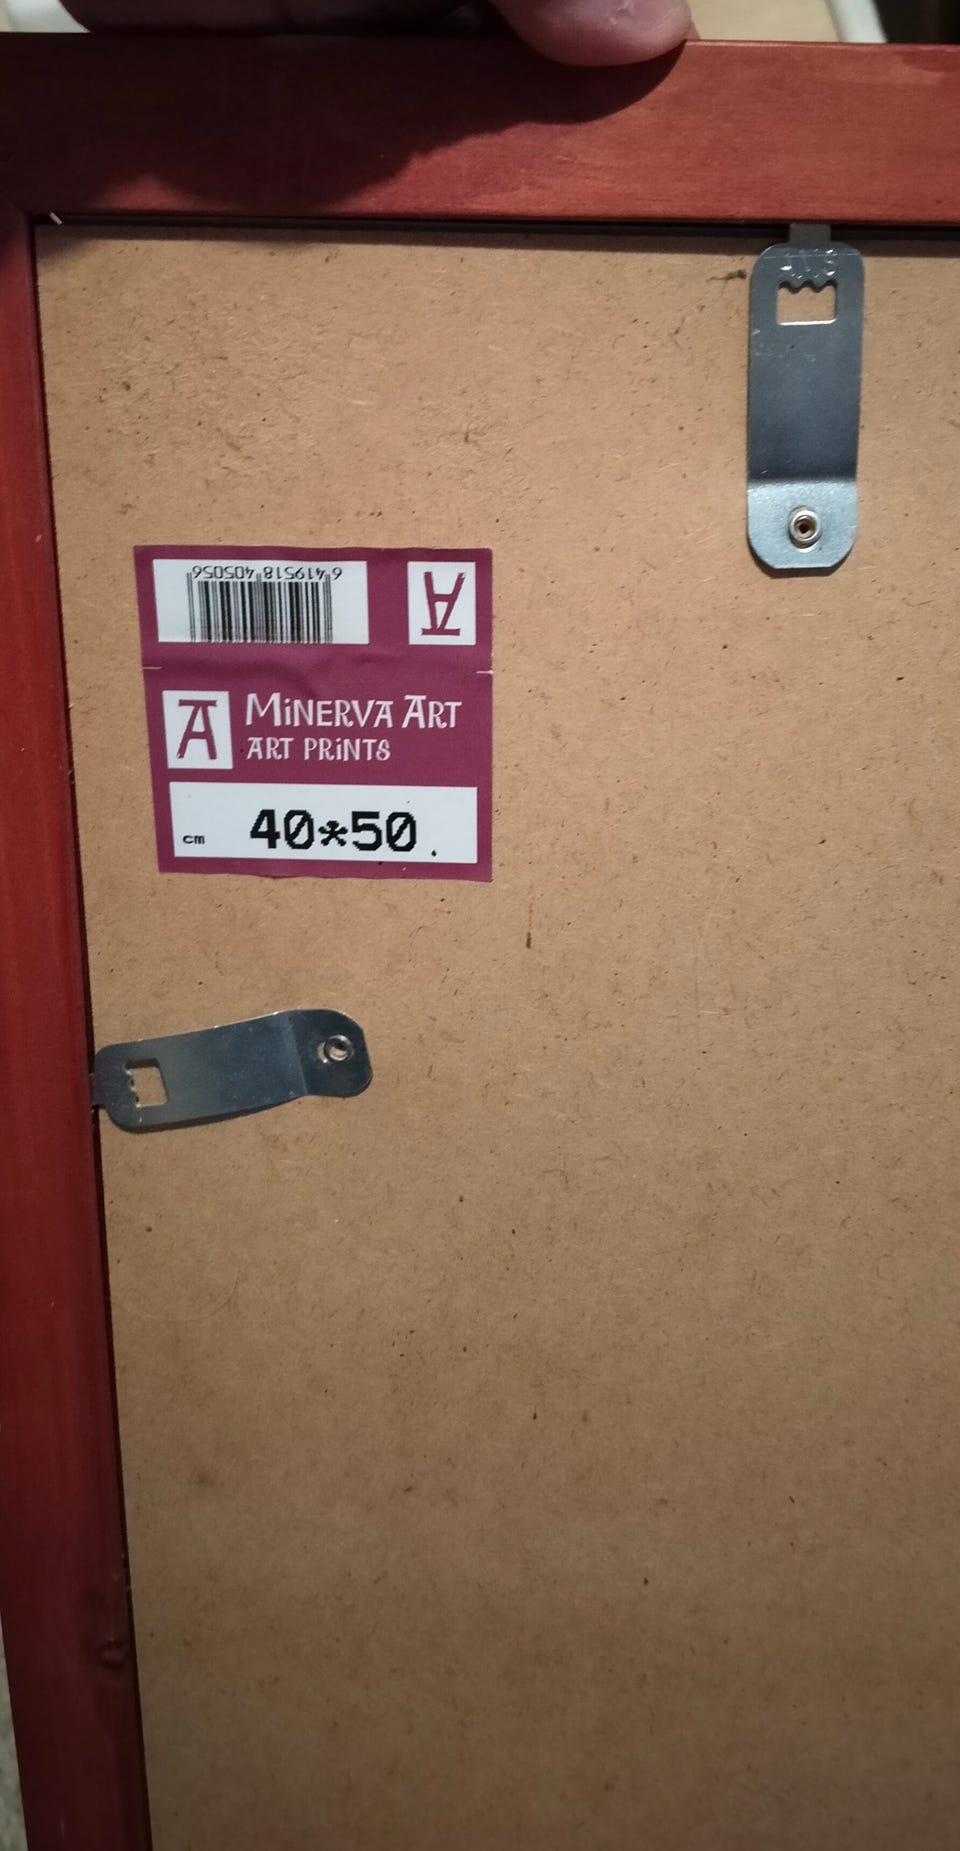 6 419518 405056
A
A MiNERVA ART
ART PRiNTS
cm 40*50.